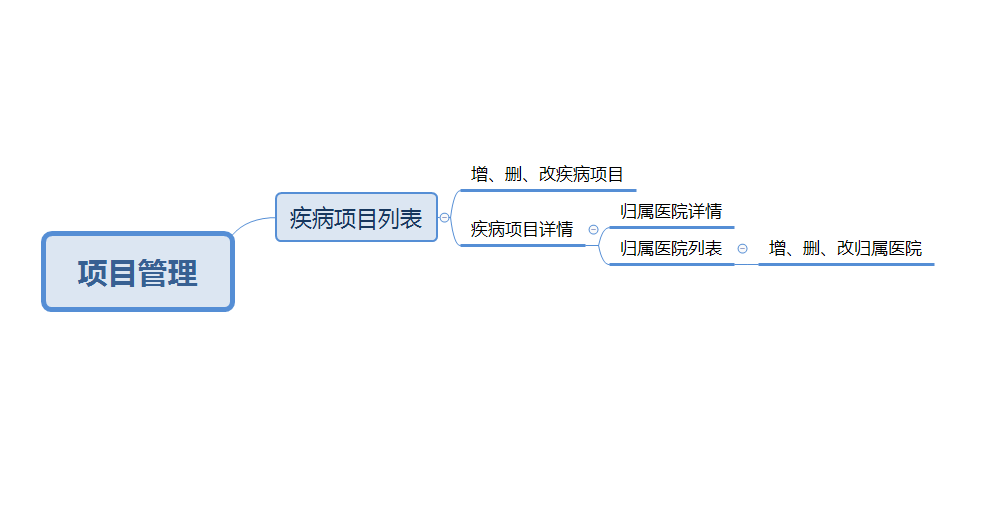 项目管理
疾病项目列表
增、删、改疾病项目
疾病项目详情
归属医院详情
归属医院列表
增、删、改归属医院